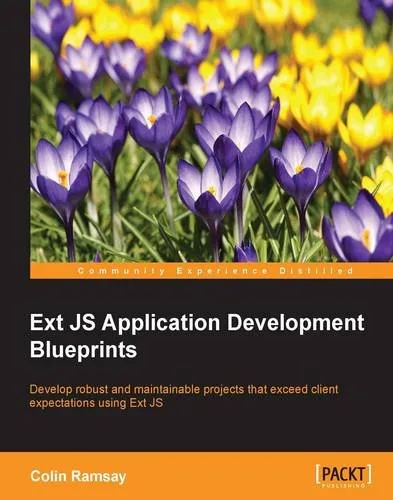 Community Experience Distilled
Ext JS Application Development
Blueprints
Develop robust and maintainable projects that exceed client
expectations using Ext JS
Colin Ramsay
PACKT
PUBLISHING